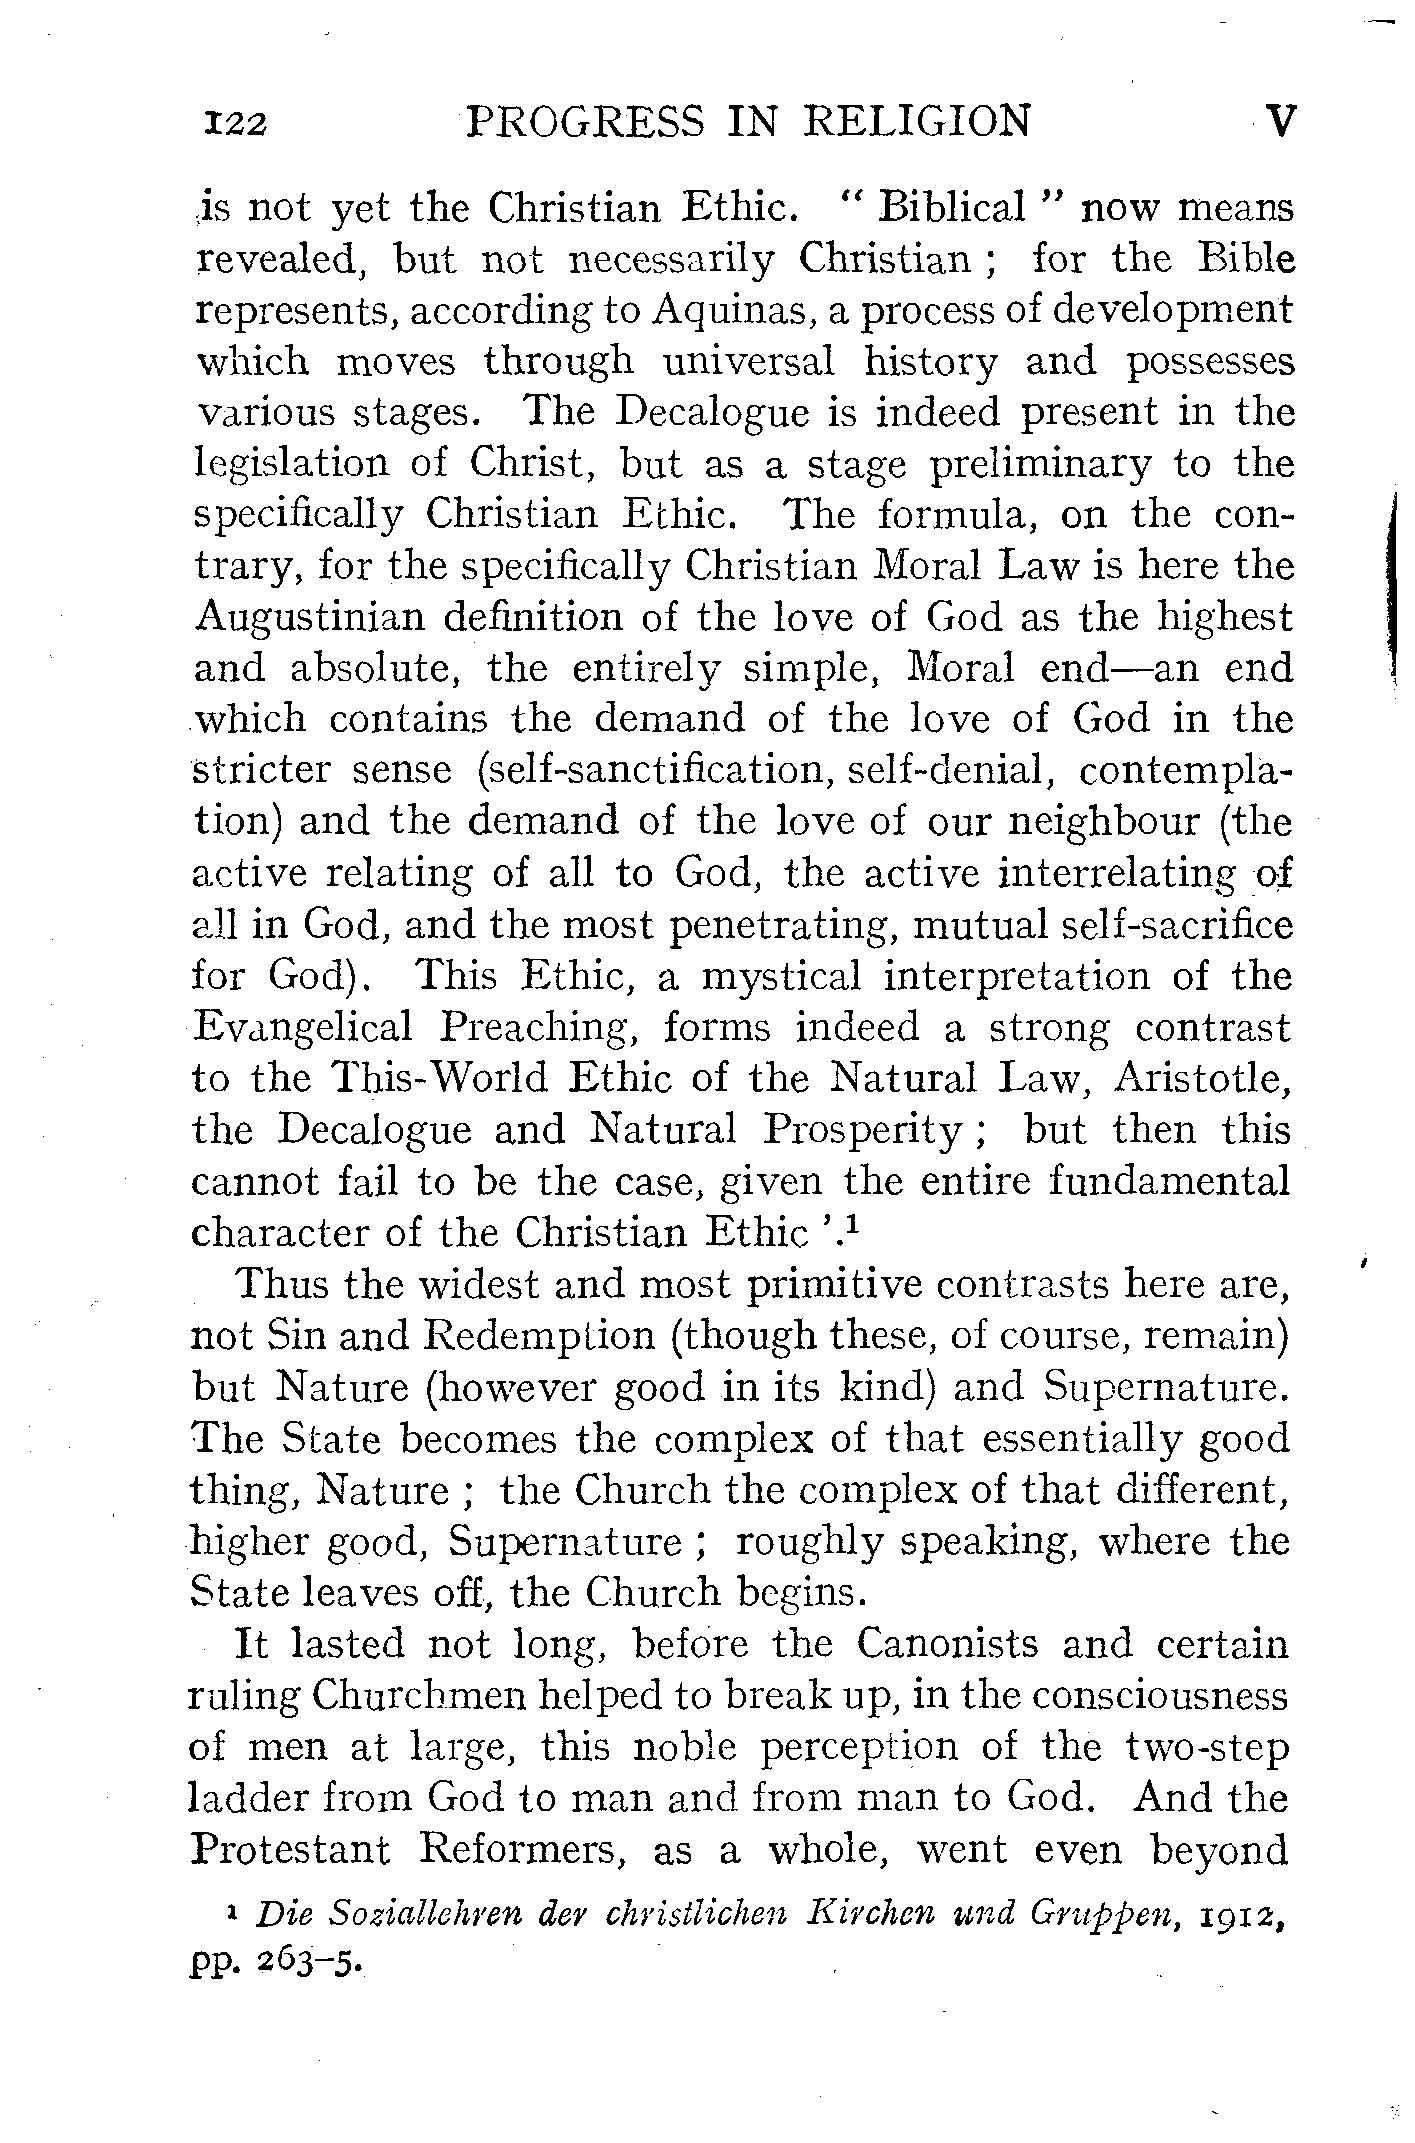 122 PROGRESS IN RELIGION V
is not yet the Christian Ethic. “ Biblical ” now means
revealed, but not necessarily Christian ; for the Bible
represents, according to Aquinas, a process of development
which moves through universal history and possesses
various stages. The Decalogue is indeed present in the
legislation of Christ, but as a stage preliminary to the
specifically Christian Ethic. The formula, on the con-
trary, for the specifically Christian Moral Law is here the
Augustinian definition of the love of God as the highest
and absolute, the entirely simple, Moral end—an end
which contains the demand of the love of God in the
stricter sense (self-sanctification, self-denial, contempla-
tion) and the demand of the love of our neighbour (the
active relating of all to God, the active interrelating of
all in God, and the most penetrating, mutual self-sacrifice
for God). This Ethic, a mystical interpretation of the
Evangelical Preaching, forms indeed a strong contrast
to the This-World Ethic of the Natural Law, Aristotle,
the Decalogue and Natural Prosperity ; but then this
cannot fail to be the case, given the entire fundamental
character of the Christian Ethic ’.¹
Thus the widest and most primitive contrasts here are,
not Sin and Redemption (though these, of course, remain)
but Nature (however good in its kind) and Supernature.
The State becomes the complex of that essentially good
thing, Nature ; the Church the complex of that different,
higher good, Supernature ; roughly speaking, where the
State leaves off, the Church begins.
It lasted not long, before the Canonists and certain
ruling Churchmen helped to break up, in the consciousness
of men at large, this noble perception of the two-step
ladder from God to man and from man to God. And the
Protestant Reformers, as a whole, went even beyond
¹ Die Soziallehren der christlichen Kirchen und Gruppen, 1912,
pp. 263–5.